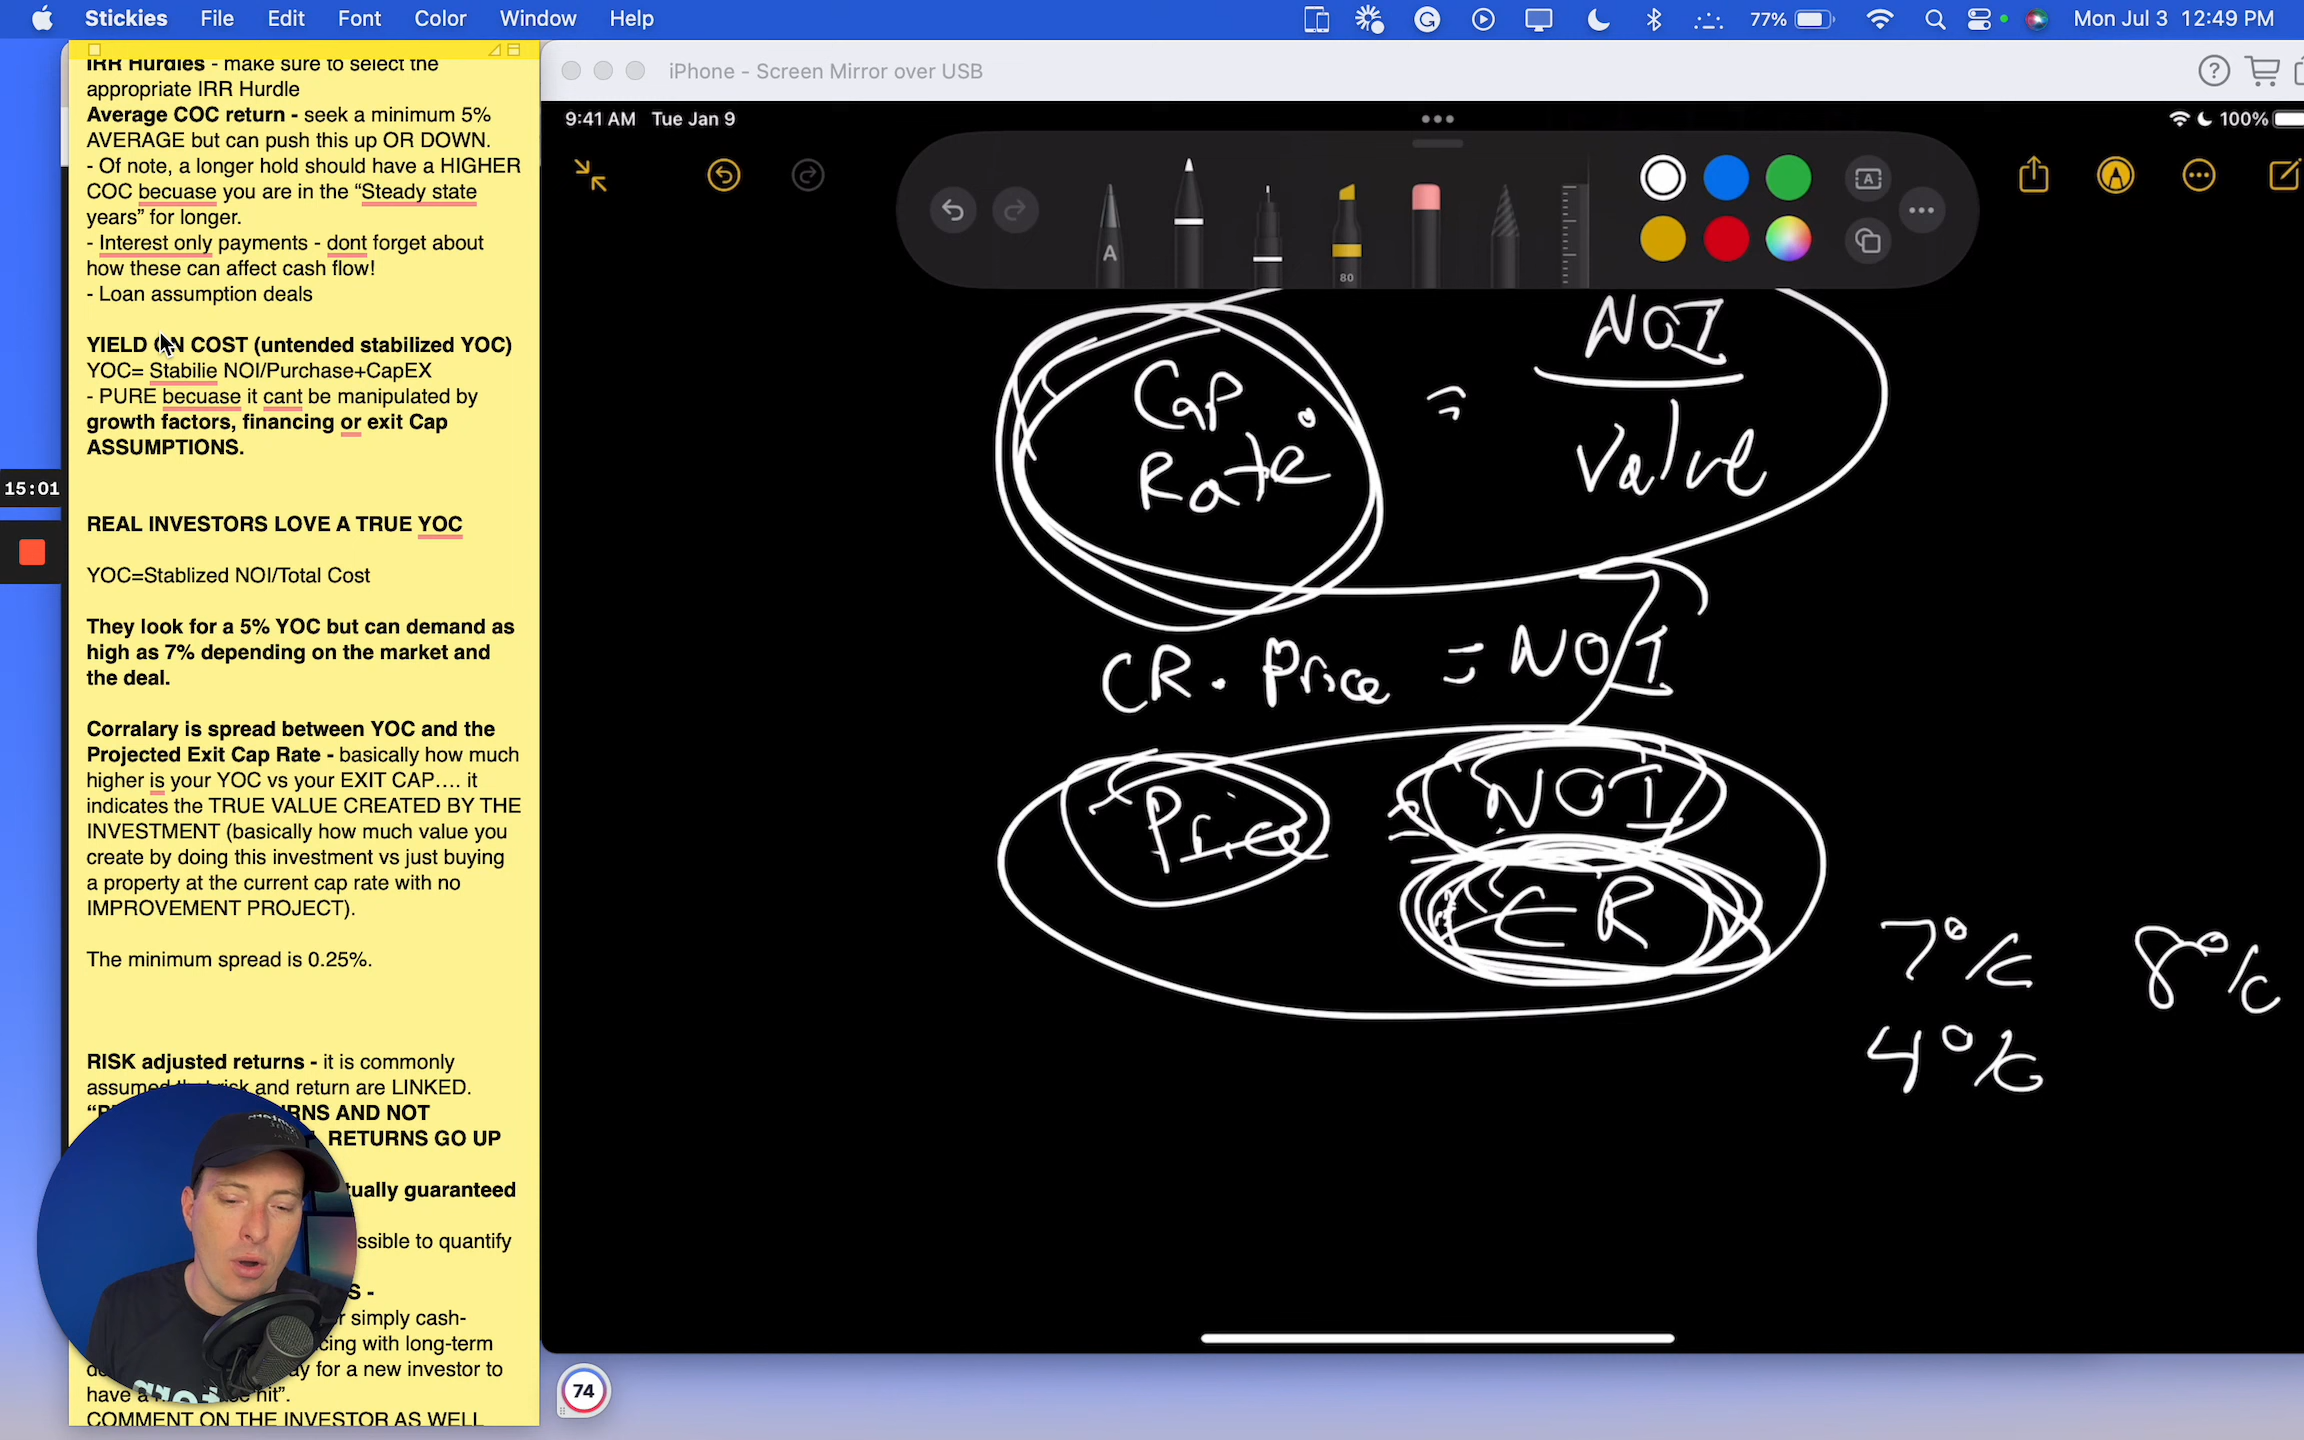 Stickies File Edit Font Color Window Help
77% Mon Jul 3 12:49 PM
IRR Hurdles - make sure to select the
appropriate IRR Hurdle
Average COC return - seek a minimum 5%
AVERAGE but can push this up OR DOWN.
- Of note, a longer hold should have a HIGHER
COC becuase you are in the “Steady state
years” for longer.
- Interest only payments - dont forget about
how these can affect cash flow!
- Loan assumption deals
YIELD ON COST (untended stabilized YOC)
YOC= Stabilie NOI/Purchase+CapEX
- PURE becuase it cant be manipulated by
growth factors, financing or exit Cap
ASSUMPTIONS.
15:01
REAL INVESTORS LOVE A TRUE YOC
YOC=Stablized NOI/Total Cost
They look for a 5% YOC but can demand as
high as 7% depending on the market and
the deal.
Corralary is spread between YOC and the
Projected Exit Cap Rate - basically how much
higher is your YOC vs your EXIT CAP.... it
indicates the TRUE VALUE CREATED BY THE
INVESTMENT (basically how much value you
create by doing this investment vs just buying
a property at the current cap rate with no
IMPROVEMENT PROJECT).
The minimum spread is 0.25%.
RISK adjusted returns - it is commonly
assumed that risk and return are LINKED.
AND NOT
RETURNS GO UP
guaranteed
to quantify
simply cash-
with long-term
for a new investor to
have a hit”.
COMMENT ON THE INVESTOR AS WELL
iPhone - Screen Mirror over USB
9:41 AM Tue Jan 9
100%
A
80
A
Cap Rate = NOI
Value
CR . Price = NOI
Price = NOI
CR
7% 8%
4%
74